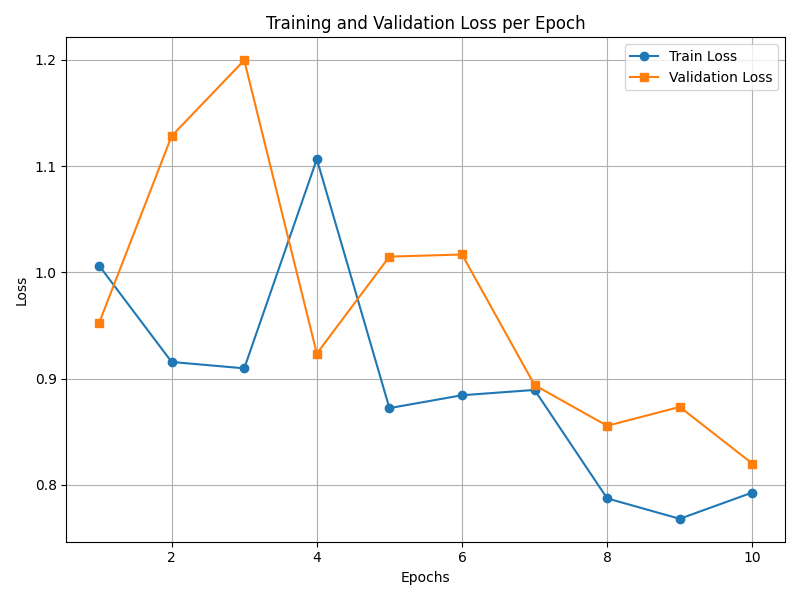 Training and Validation Loss per Epoch
Train Loss
Validation Loss
1.2
1.1
1.0
0.9
0.8
Loss
2 4 6 8 10
Epochs